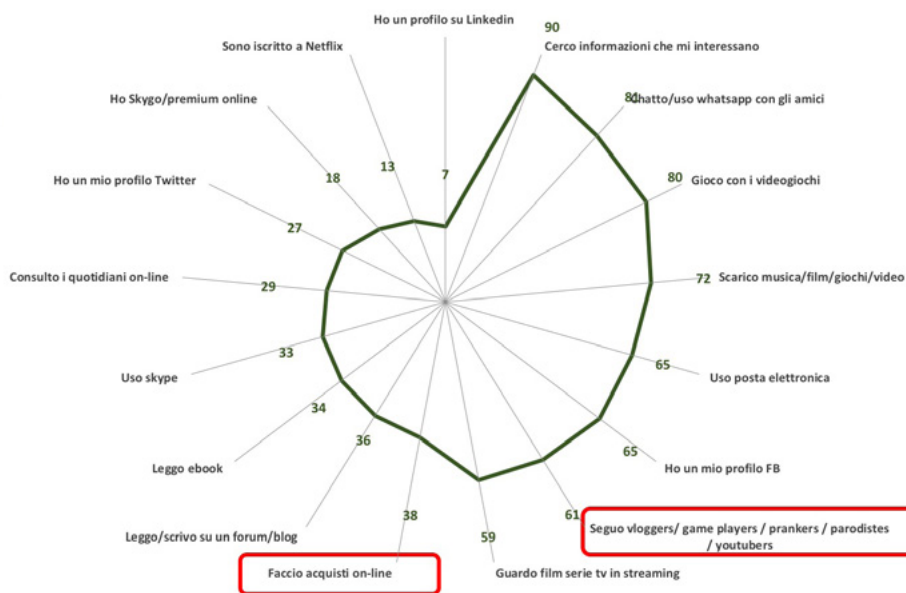 Ho un profilo su Linkedin
90
Sono iscritto a Netflix
Cerco informazioni che mi interessano
Ho Skygo/premium online
81
Chatto/uso whatsapp con gli amici
13
7
18
Ho un mio profilo Twitter
80
Gioco con i videogiochi
27
Consulto i quotidiani on-line
29
72
Scarico musica/film/giochi/video
33
65
Uso skype
Uso posta elettronica
34
36
65
Leggo ebook
Ho un mio profilo FB
38
61
Seguo vloggers/ game players / prankers / parodistes
/ youtubers
Leggo/scrivo su un forum/blog
59
Faccio acquisti on-line
Guardo film serie tv in streaming